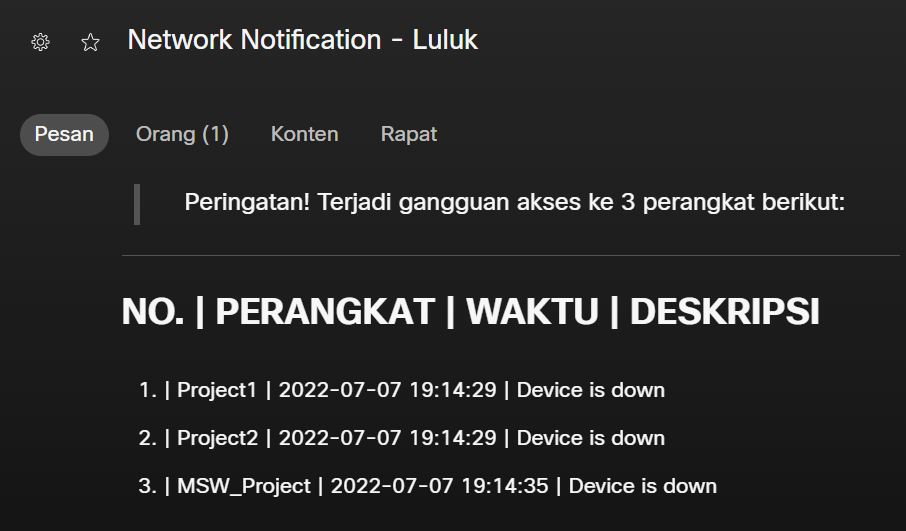 Network Notification - Luluk
Pesan Orang (1) Konten Rapat
Peringatan! Terjadi gangguan akses ke 3 perangkat berikut:
NO. | PERANGKAT | WAKTU | DESKRIPSI
1. | Project1 | 2022-07-07 19:14:29 | Device is down
2. | Project2 | 2022-07-07 19:14:29 | Device is down
3. | MSW_Project | 2022-07-07 19:14:35 | Device is down